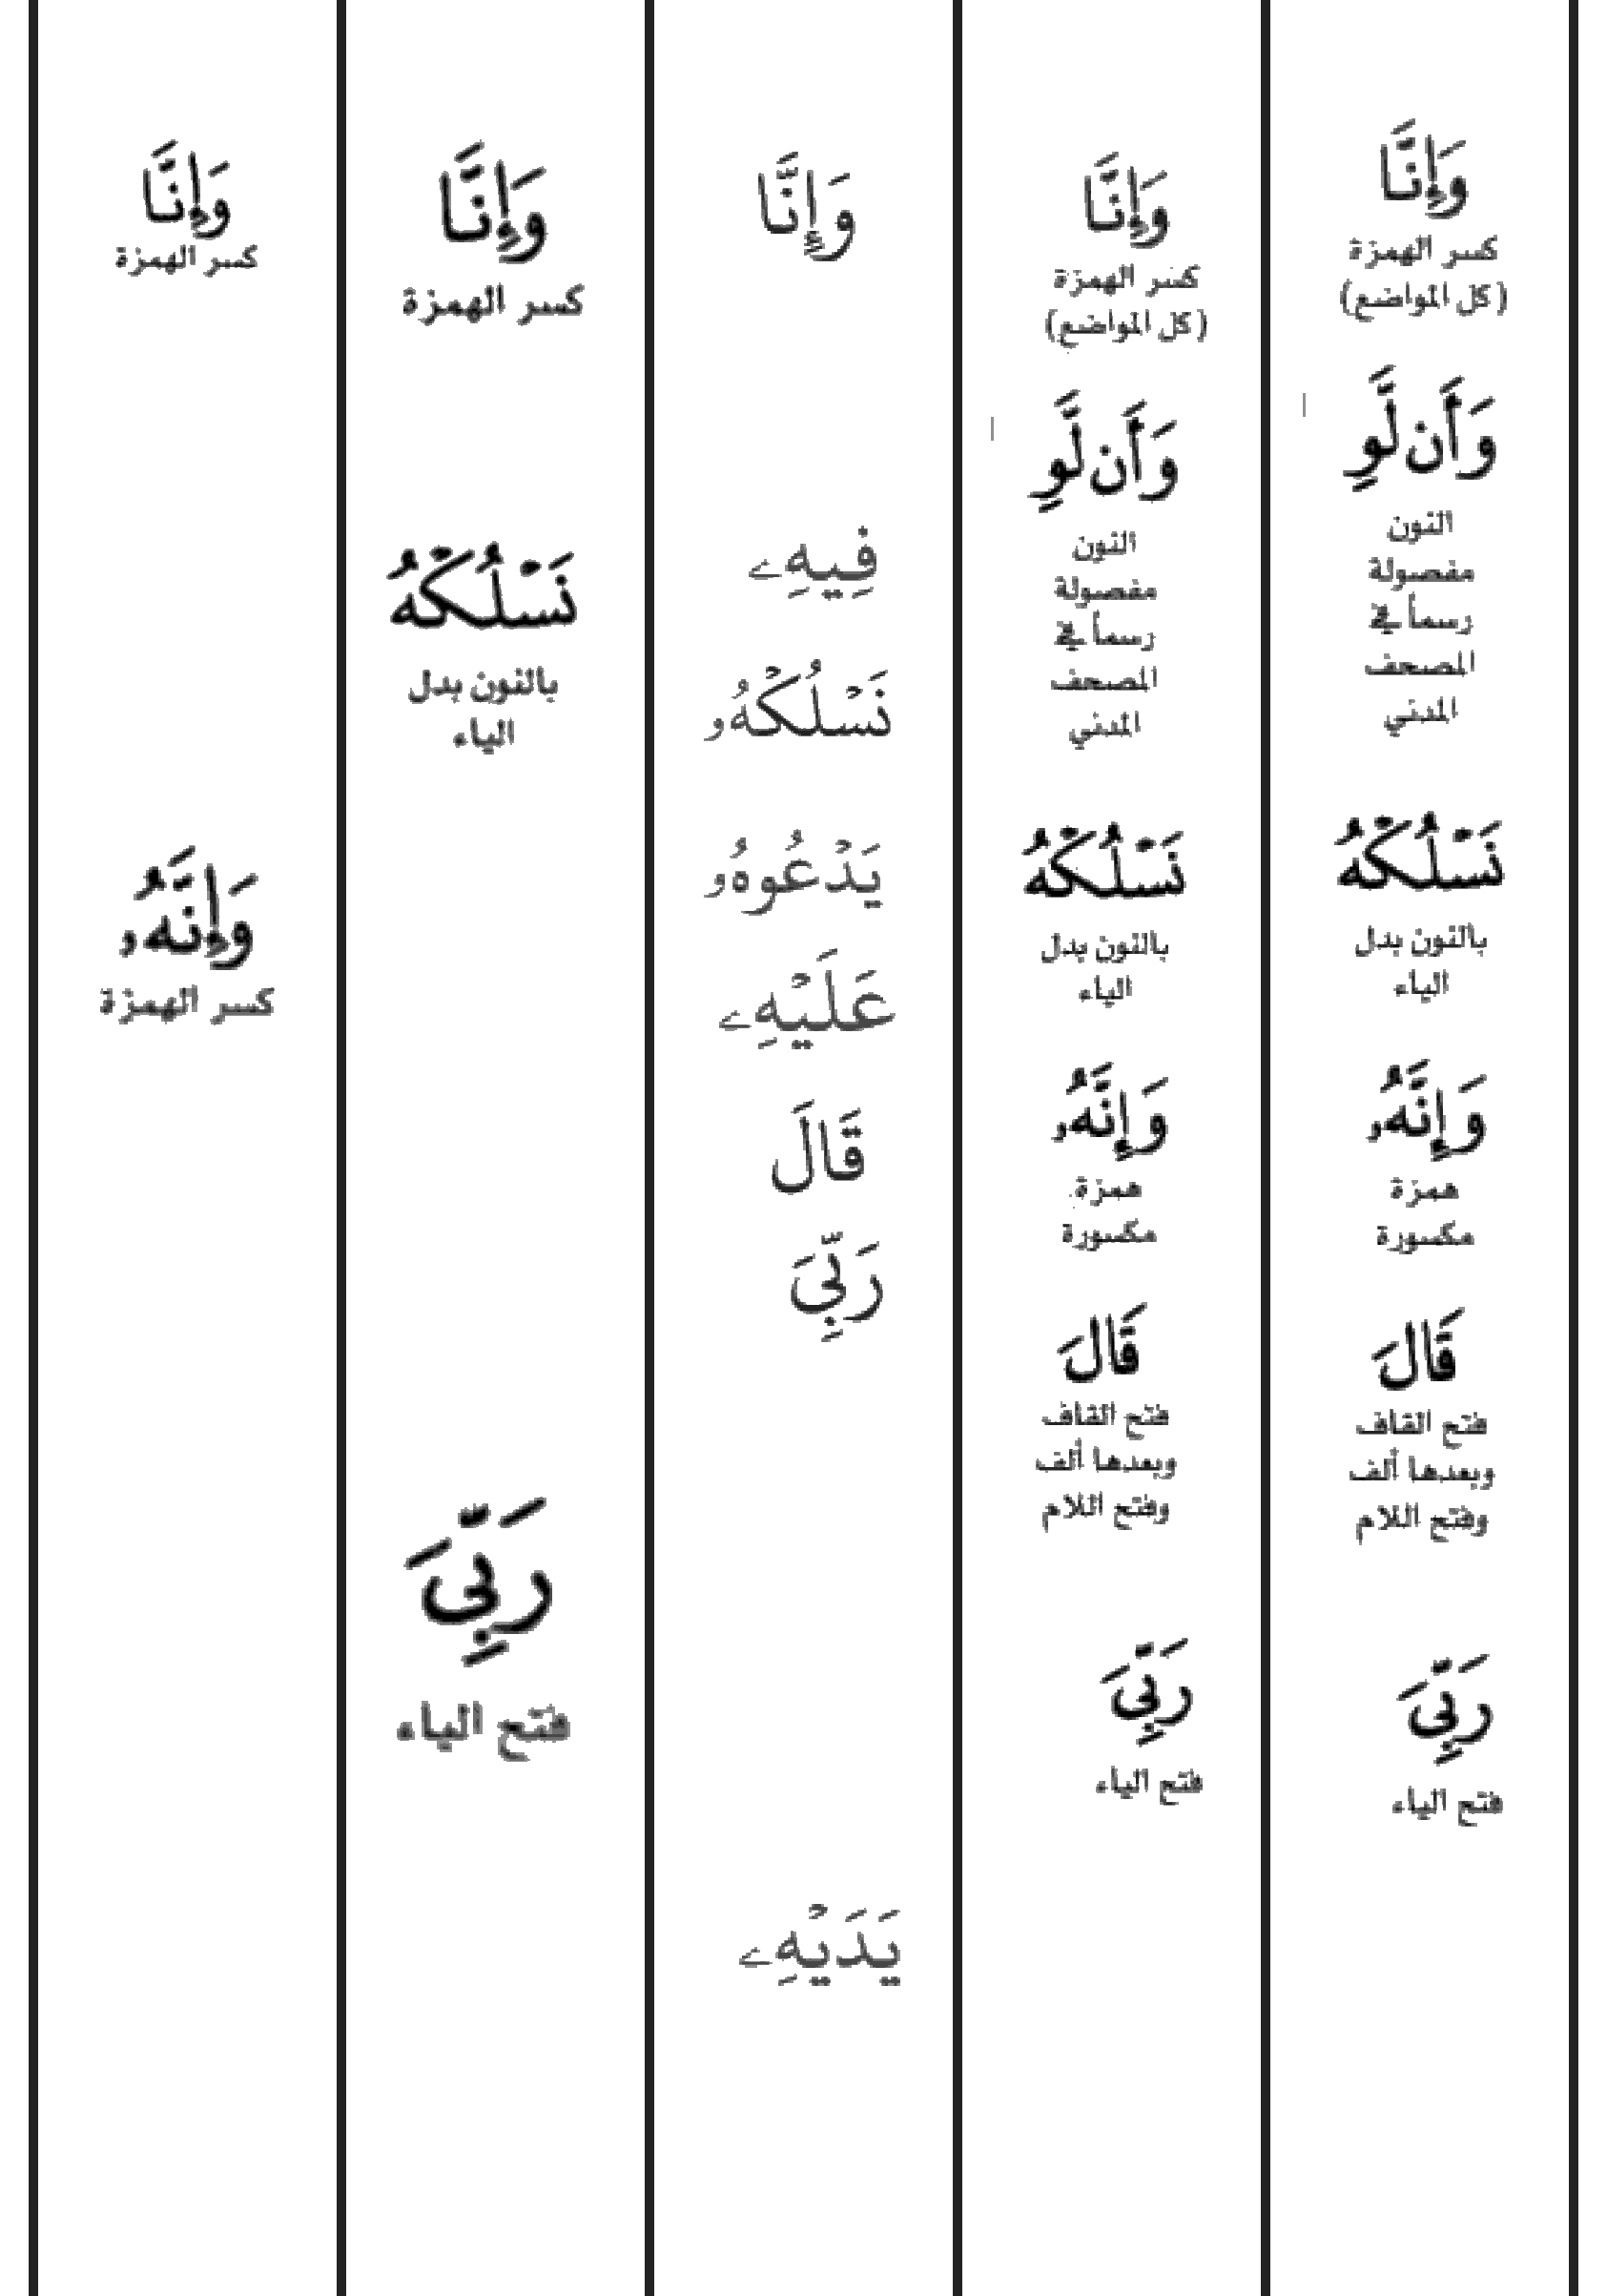 وَإِنَّا
كسر الهمزة
(كل المواضع)
وَأَن لَّوِ
النون
مفصولة
رسماً في
المصحف
المدني
نَسْلُكْهُ
بالنون بدل
الياء
وَإِنَّهُۥ
همزة
مكسورة
قَالَ
فتح القاف
وبعدها ألف
وفتح اللام
رَبِّىَ
فتح الياء
وَإِنَّا
كسر الهمزة
(كل المواضع)
وَأَن لَّوِ
النون
مفصولة
رسماً في
المصحف
المدني
نَسْلُكْهُ
بالنون بدل
الياء
وَإِنَّهُۥ
همزة
مكسورة
قَالَ
فتح القاف
وبعدها ألف
وفتح اللام
رَبِّىَ
فتح الياء
وَإِنَّا
فِيهِۦ
نَسْلُكْهُۥ
يَدْعُوهُۥ
عَلَيْهِۦ
قَالَ
رَبِّىَ
يَدَيْهِۦ
وَإِنَّا
كسر الهمزة
نَسْلُكْهُ
بالنون بدل
الياء
رَبِّىَ
فتح الياء
وَإِنَّا
كسر الهمزة
وَإِنَّهُۥ
كسر الهمزة